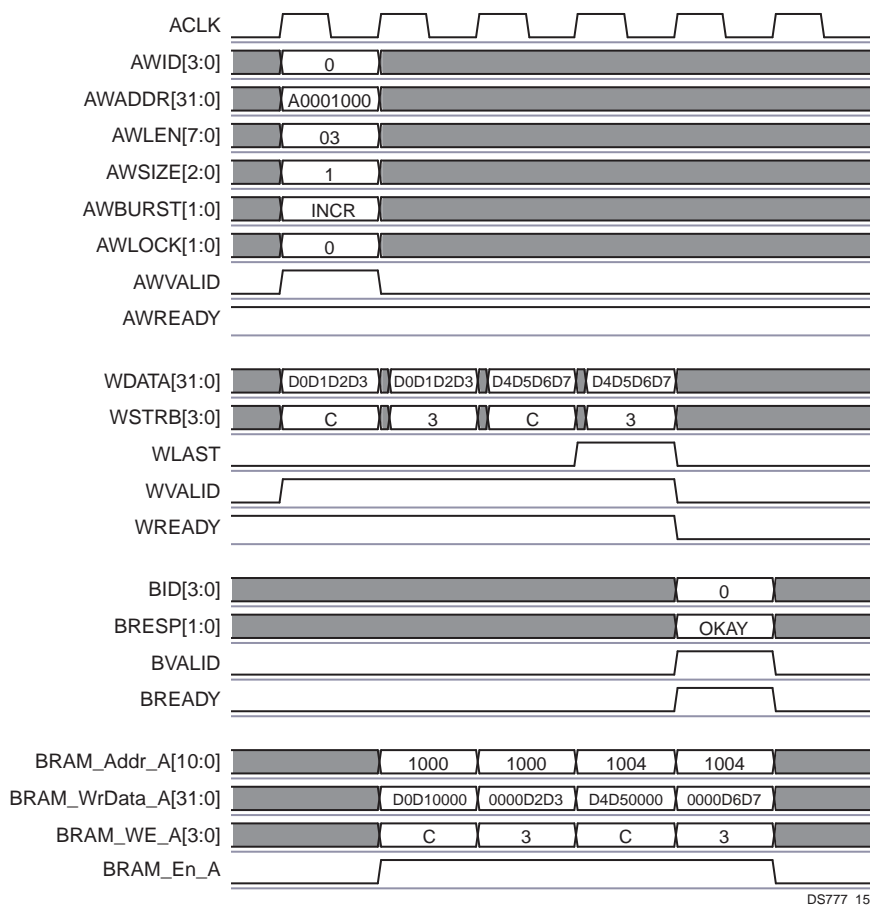 ACLK
AWID[3:0] 0
AWADDR[31:0] A0001000
AWLEN[7:0] 03
AWSIZE[2:0] 1
AWBURST[1:0] INCR
AWLOCK[1:0] 0
AWVALID
AWREADY
WDATA[31:0] D0D1D2D3 D0D1D2D3 D4D5D6D7 D4D5D6D7
WSTRB[3:0] C 3 C 3
WLAST
WVALID
WREADY
BID[3:0] 0
BRESP[1:0] OKAY
BVALID
BREADY
BRAM_Addr_A[10:0] 1000 1000 1004 1004
BRAM_WrData_A[31:0] D0D10000 0000D2D3 D4D50000 0000D6D7
BRAM_WE_A[3:0] C 3 C 3
BRAM_En_A
DS777_15